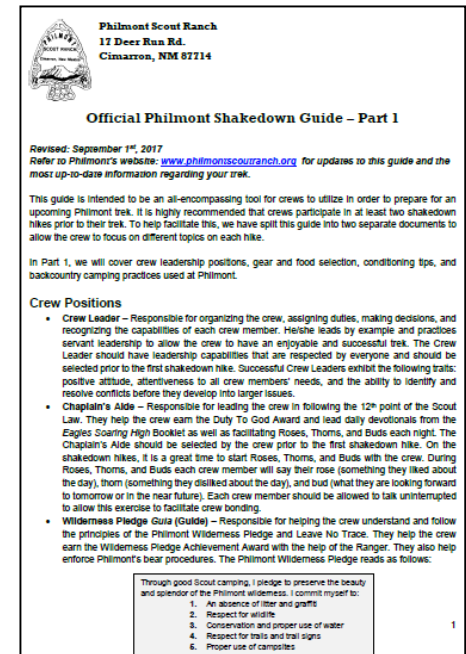 PHILMONT
SCOUT RANCH
Cimarron, New Mexico
Philmont Scout Ranch
17 Deer Run Rd.
Cimarron, NM 87714
Official Philmont Shakedown Guide – Part 1
Revised: September 1st, 2017
Refer to Philmont's website: www.philmontscoutranch.org for updates to this guide and the
most up-to-date information regarding your trek.
This guide is intended to be an all-encompassing tool for crews to utilize in order to prepare for an
upcoming Philmont trek. It is highly recommended that crews participate in at least two shakedown
hikes prior to their trek. To help facilitate this, we have split this guide into two separate documents to
allow the crew to focus on different topics on each hike.
In Part 1, we will cover crew leadership positions, gear and food selection, conditioning tips, and
backcountry camping practices used at Philmont.
Crew Positions
• Crew Leader – Responsible for organizing the crew, assigning duties, making decisions, and
recognizing the capabilities of each crew member. He/she leads by example and practices
servant leadership to allow the crew to have an enjoyable and successful trek. The Crew
Leader should have leadership capabilities that are respected by everyone and should be
selected prior to the first shakedown hike. Successful Crew Leaders exhibit the following traits:
positive attitude, attentiveness to all crew members' needs, and the ability to identify and
resolve conflicts before they develop into larger issues.
• Chaplain's Aide – Responsible for leading the crew in following the 12th point of the Scout
Law. They help the crew earn the Duty To God Award and lead daily devotionals from the
Eagles Soaring High Booklet as well as facilitating Roses, Thorns, and Buds each night. The
Chaplain's Aide should be selected by the crew prior to the first shakedown hike. On the
shakedown hikes, it is a great time to start Roses, Thorns, and Buds with the crew. During
Roses, Thorns, and Buds each crew member will say their rose (something they liked about
the day), thorn (something they disliked about the day), and bud (what they are looking forward
to tomorrow or in the near future). Each crew member should be allowed to talk uninterrupted
to allow this exercise to facilitate crew bonding.
• Wilderness Pledge Guia (Guide) – Responsible for helping the crew understand and follow
the principles of the Philmont Wilderness Pledge and Leave No Trace. They help the crew
earn the Wilderness Pledge Achievement Award with the help of the Ranger. They also help
enforce Philmont's bear procedures. The Philmont Wilderness Pledge reads as follows:
Through good Scout camping, I pledge to preserve the beauty
and splendor of the Philmont wilderness. I commit myself to:
1. An absence of litter and graffiti
2. Respect for wildlife
3. Conservation and proper use of water
4. Respect for trails and trail signs
5. Proper use of campsites
1